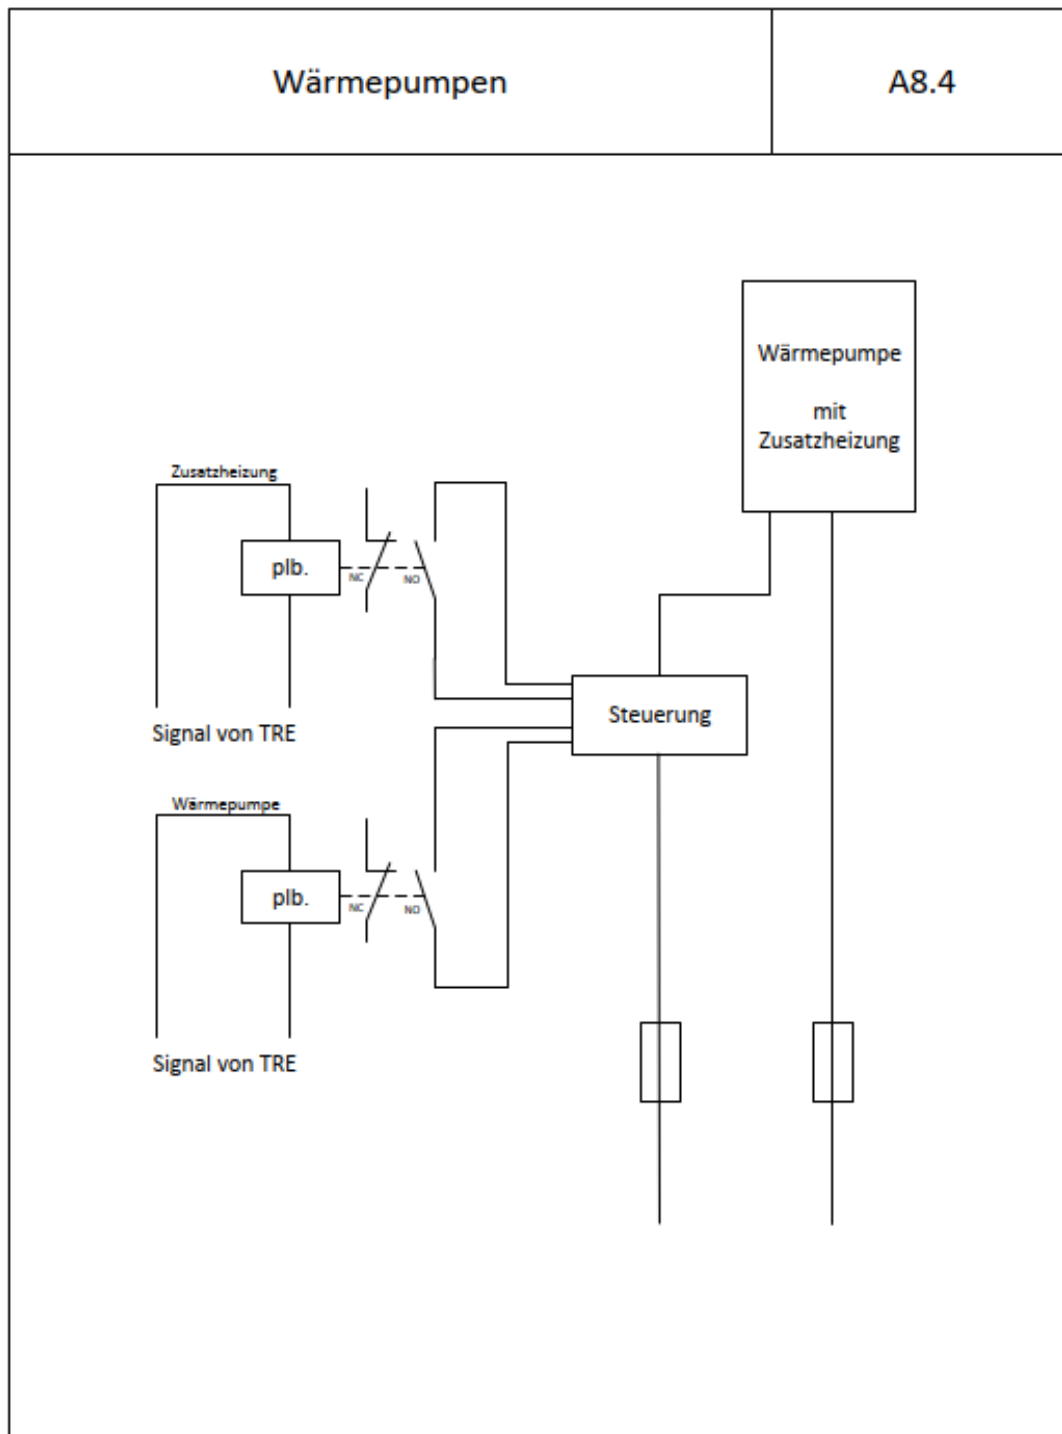 Wärmepumpen
A8.4
Wärmepumpe
mit
Zusatzheizung
Zusatzheizung
plb.
NC
NO
Signal von TRE
Steuerung
Wärmepumpe
plb.
NC
NO
Signal von TRE